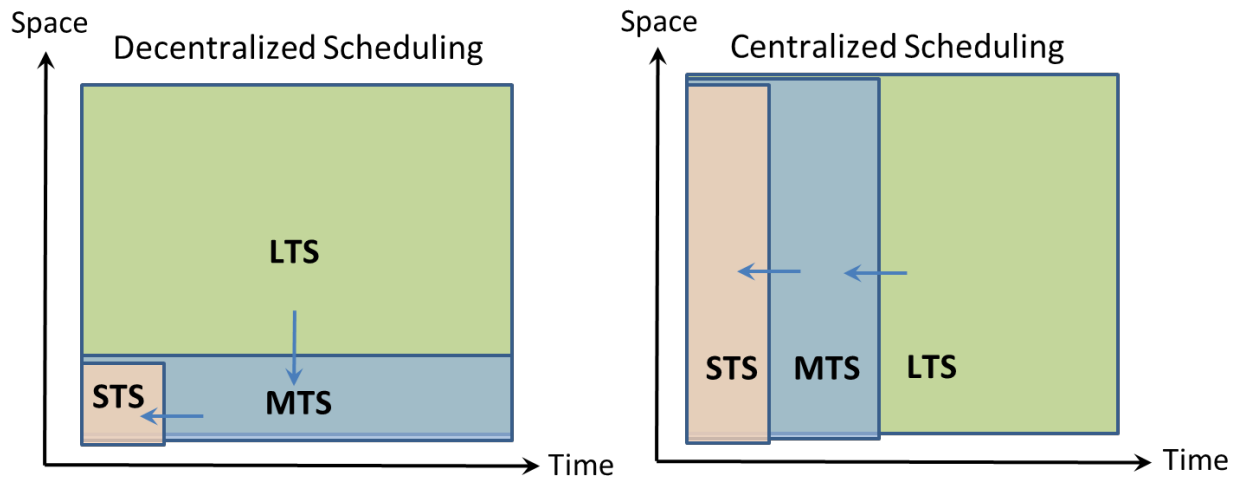 Space
Decentralized Scheduling
LTS
STS
MTS
Time
Space
Centralized Scheduling
STS
MTS
LTS
Time